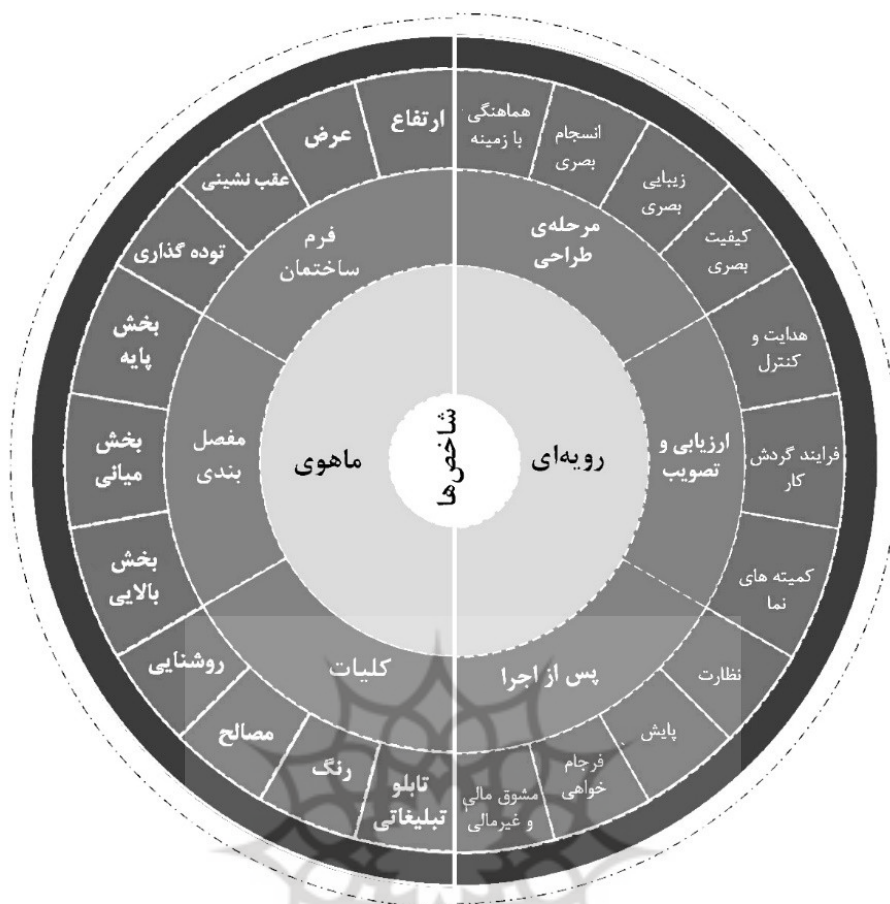 شاخص‌ها
رویه‌ای
ماهوی
مرحله‌ی
طراحی
هماهنگی
با زمینه
انسجام
بصری
زیبایی
بصری
کیفیت
بصری
ارزیابی و
تصویب
هدایت و
کنترل
فرایند گردش
کار
کمیته های
نما
پس از اجرا
نظارت
پایش
فرجام
خواهی
مشوق مالی
و غیرمالی
فرم
ساختمان
ارتفاع
عرض
عقب نشینی
توده گذاری
مفصل
بندی
بخش
پایه
بخش
میانی
بخش
بالایی
کلیات
روشنایی
مصالح
رنگ
تابلو
تبلیغاتی